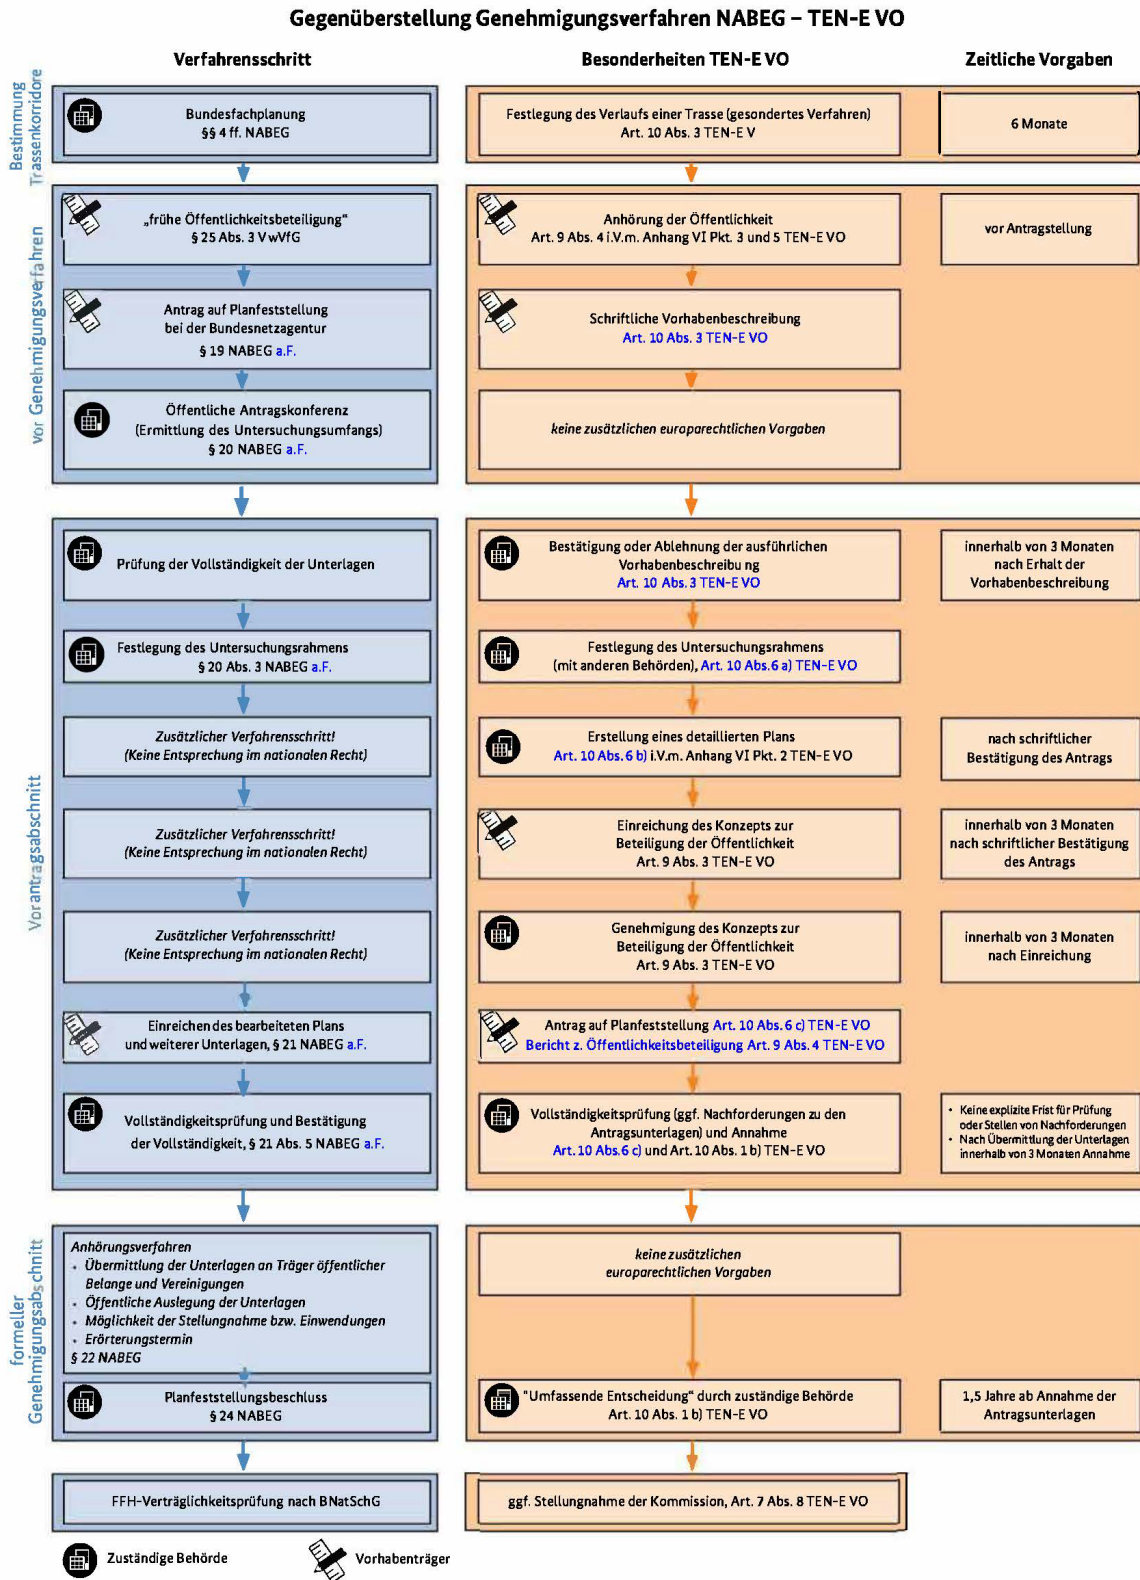 Gegenüberstellung Genehmigungsverfahren NABEG – TEN-E VO
Verfahrensschritt
Besonderheiten TEN-E VO
Zeitliche Vorgaben
Bestimmung
Trassenkorridore
Bundesfachplanung
§§ 4 ff. NABEG
Festlegung des Verlaufs einer Trasse (gesondertes Verfahren)
Art. 10 Abs. 3 TEN-E V
6 Monate
vor Genehmigungsverfahren
„frühe Öffentlichkeitsbeteiligung“
§ 25 Abs. 3 VwVfG
Anhörung der Öffentlichkeit
Art. 9 Abs. 4 i.V.m. Anhang VI Pkt. 3 und 5 TEN-E VO
vor Antragstellung
Antrag auf Planfeststellung
bei der Bundesnetzagentur
§ 19 NABEG a.F.
Schriftliche Vorhabenbeschreibung
Art. 10 Abs. 3 TEN-E VO
Öffentliche Antragskonferenz
(Ermittlung des Untersuchungsumfangs)
§ 20 NABEG a.F.
keine zusätzlichen europarechtlichen Vorgaben
Vorantragsabschnitt
Prüfung der Vollständigkeit der Unterlagen
Bestätigung oder Ablehnung der ausführlichen
Vorhabenbeschreibung
Art. 10 Abs. 3 TEN-E VO
innerhalb von 3 Monaten
nach Erhalt der
Vorhabenbeschreibung
Festlegung des Untersuchungsrahmens
§ 20 Abs. 3 NABEG a.F.
Festlegung des Untersuchungsrahmens
(mit anderen Behörden), Art. 10 Abs. 6 a) TEN-E VO
Zusätzlicher Verfahrensschritt!
(Keine Entsprechung im nationalen Recht)
Erstellung eines detaillierten Plans
Art. 10 Abs. 6 b) i.V.m. Anhang VI Pkt. 2 TEN-E VO
nach schriftlicher
Bestätigung des Antrags
Zusätzlicher Verfahrensschritt!
(Keine Entsprechung im nationalen Recht)
Einreichung des Konzepts zur
Beteiligung der Öffentlichkeit
Art. 9 Abs. 3 TEN-E VO
innerhalb von 3 Monaten
nach schriftlicher Bestätigung
des Antrags
Zusätzlicher Verfahrensschritt!
(Keine Entsprechung im nationalen Recht)
Genehmigung des Konzepts zur
Beteiligung der Öffentlichkeit
Art. 9 Abs. 3 TEN-E VO
innerhalb von 3 Monaten
nach Einreichung
Einreichen des bearbeiteten Plans
und weiterer Unterlagen, § 21 NABEG a.F.
Antrag auf Planfeststellung Art. 10 Abs. 6 c) TEN-E VO
Bericht z. Öffentlichkeitsbeteiligung Art. 9 Abs. 4 TEN-E VO
Vollständigkeitsprüfung und Bestätigung
der Vollständigkeit, § 21 Abs. 5 NABEG a.F.
Vollständigkeitsprüfung (ggf. Nachforderungen zu den
Antragsunterlagen) und Annahme
Art. 10 Abs. 6 c) und Art. 10 Abs. 1 b) TEN-E VO
• Keine explizite Frist für Prüfung
oder Stellen von Nachforderungen
• Nach Übermittlung der Unterlagen
innerhalb von 3 Monaten Annahme
formeller
Genehmigungsabschnitt
Anhörungsverfahren
• Übermittlung der Unterlagen an Träger öffentlicher
Belange und Vereinigungen
• Öffentliche Auslegung der Unterlagen
• Möglichkeit der Stellungnahme bzw. Einwendungen
• Erörterungstermin
§ 22 NABEG
keine zusätzlichen
europarechtlichen Vorgaben
Planfeststellungsbeschluss
§ 24 NABEG
"Umfassende Entscheidung“ durch zuständige Behörde
Art. 10 Abs. 1 b) TEN-E VO
1,5 Jahre ab Annahme der
Antragsunterlagen
FFH-Verträglichkeitsprüfung nach BNatSchG
ggf. Stellungnahme der Kommission, Art. 7 Abs. 8 TEN-E VO
Zuständige Behörde
Vorhabenträger